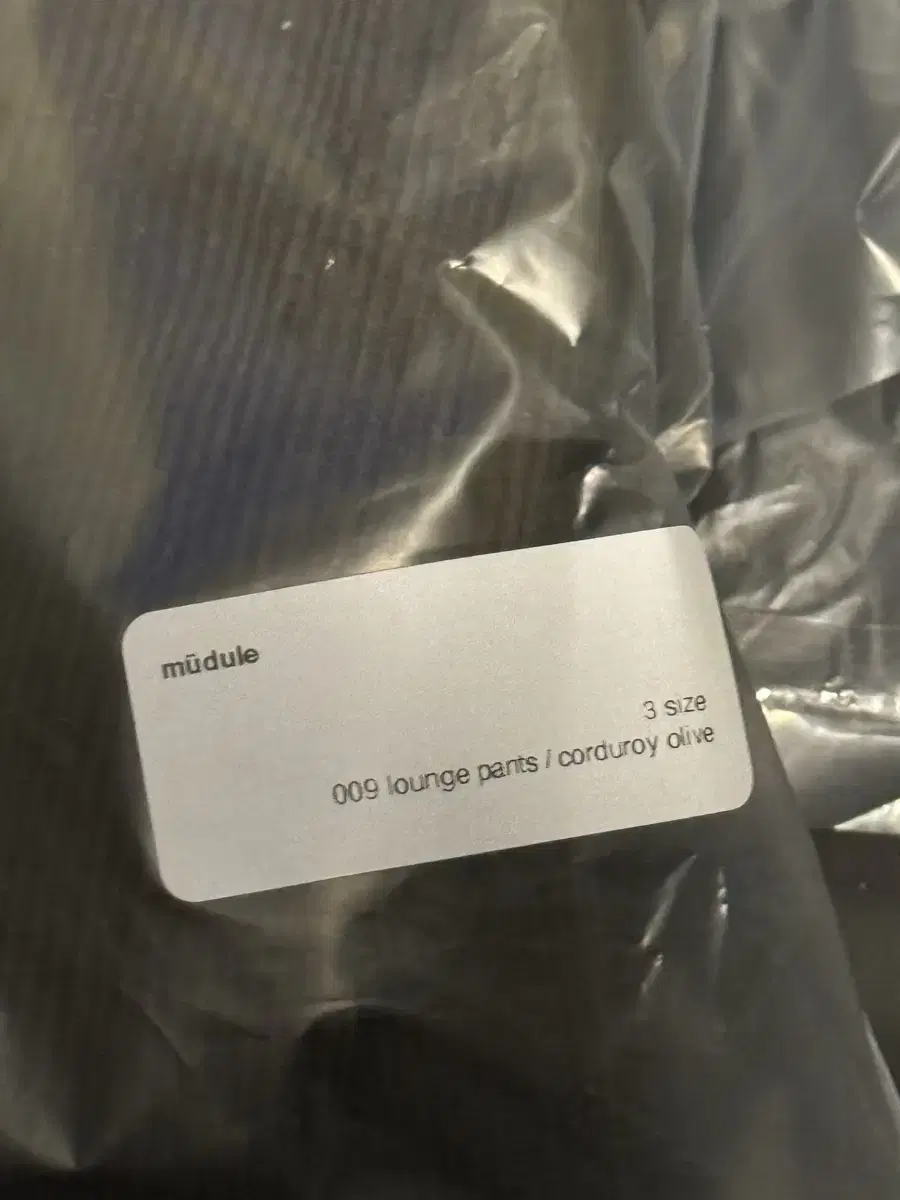 müdule
3 size
009 lounge pants / corduroy olive